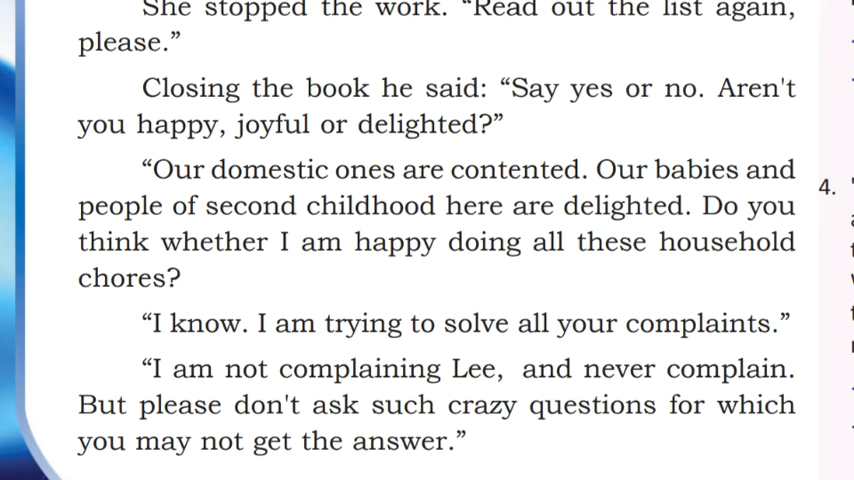 She stopped the work. “Read out the list again,
please.”
Closing the book he said: “Say yes or no. Aren't
you happy, joyful or delighted?”
“Our domestic ones are contented. Our babies and
people of second childhood here are delighted. Do you
think whether I am happy doing all these household
chores?
“I know. I am trying to solve all your complaints.”
“I am not complaining Lee, and never complain.
But please don't ask such crazy questions for which
you may not get the answer.”
4.